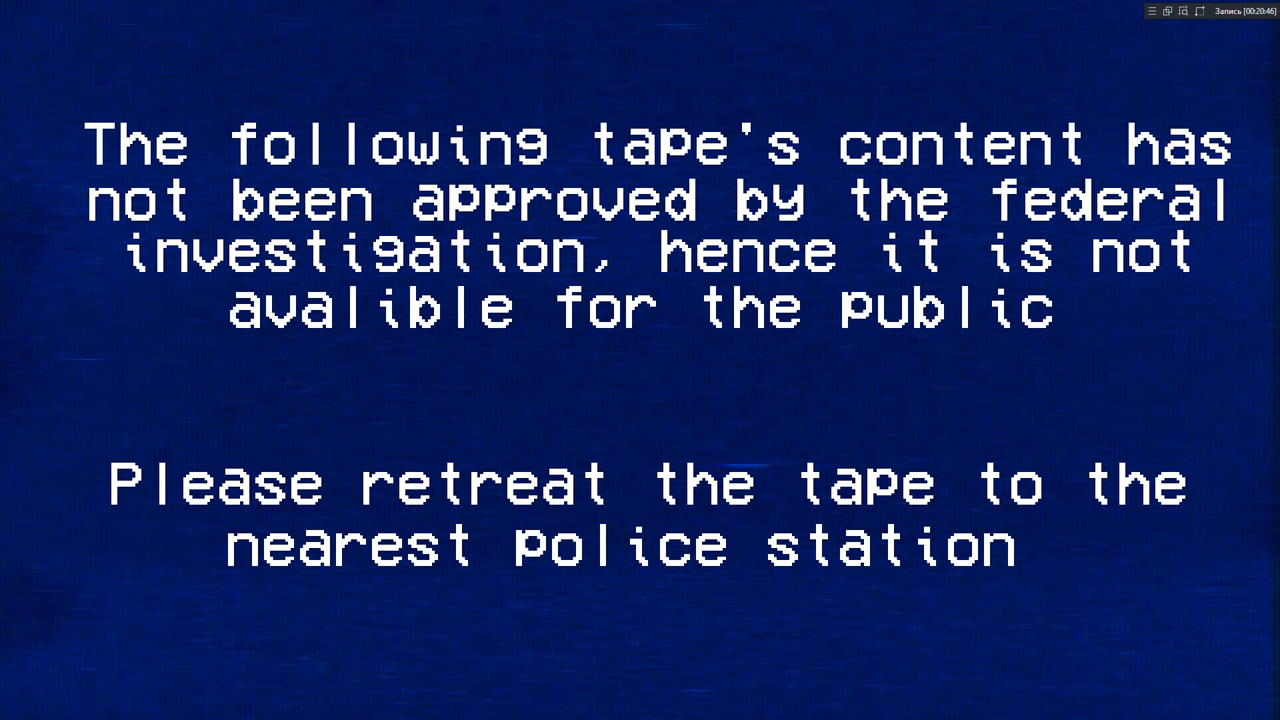 Запись [00:20:46]
The following tape's content has
not been approved by the federal
investigation, hence it is not
avalible for the public
Please retreat the tape to the
nearest police station